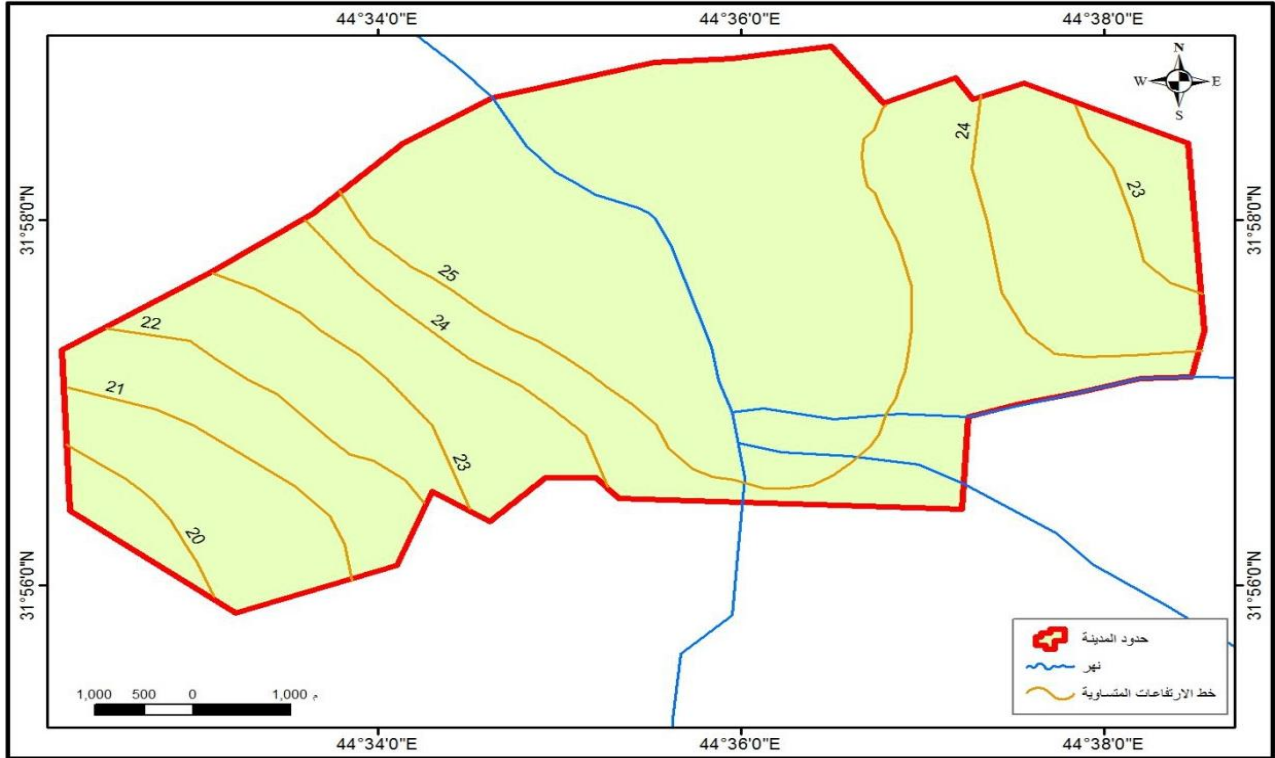 44°34'0"E
44°36'0"E
44°38'0"E
N
W
E
S
31°58'0"N
31°58'0"N
24
23
25
24
22
21
23
20
31°56'0"N
31°56'0"N
حدود المدينة
نهر
خط الارتفاعات المتساوية
1,000 500 0 1,000 م
44°34'0"E
44°36'0"E
44°38'0"E